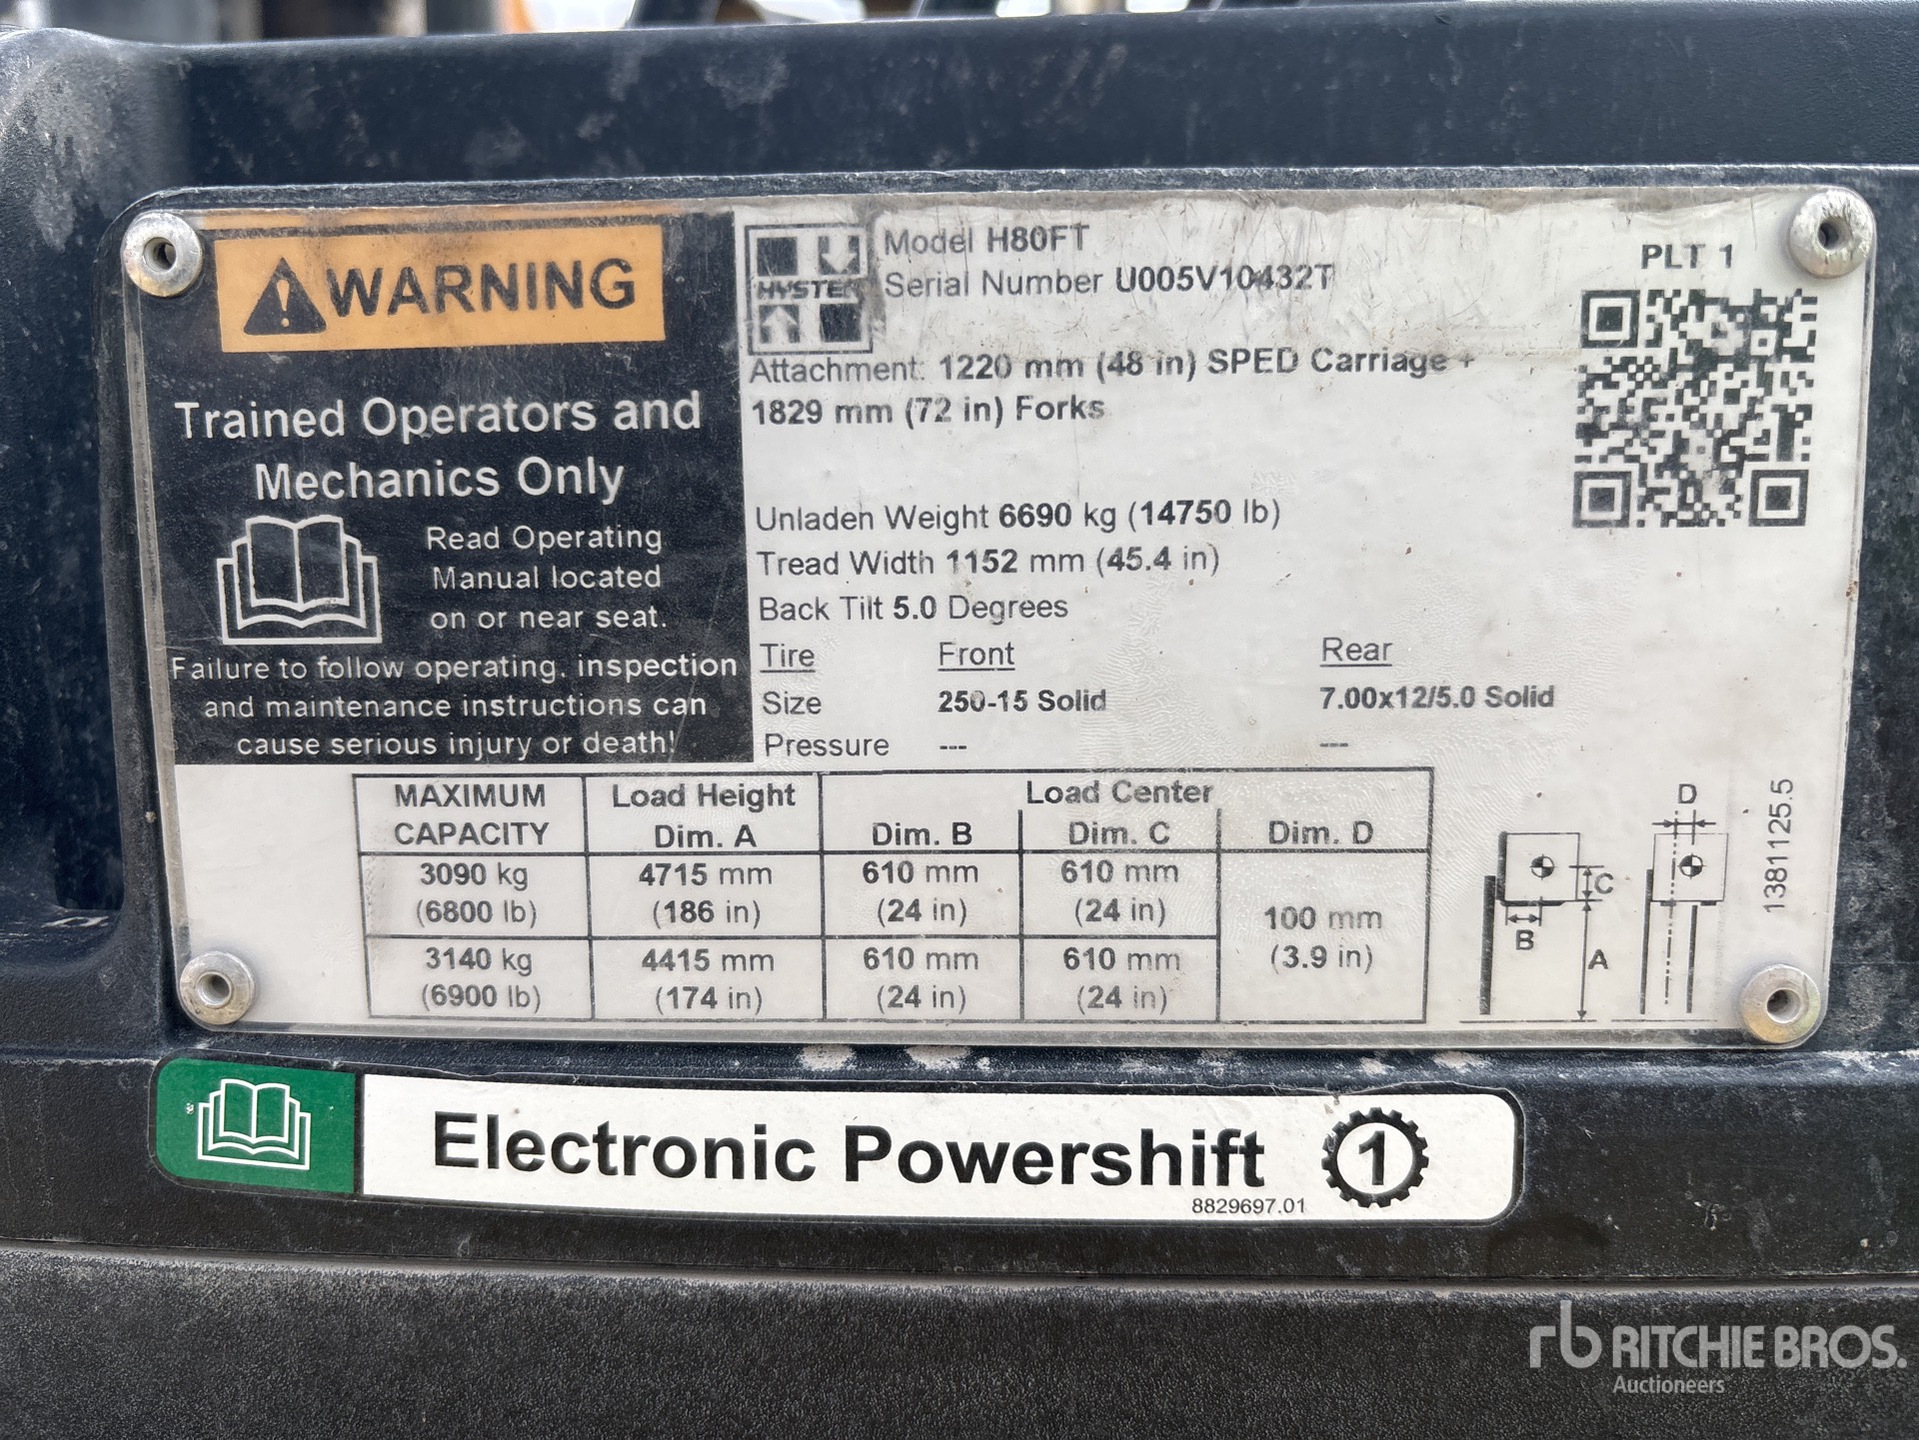 WARNING
Trained Operators and
Mechanics Only
Read Operating
Manual located
on or near seat.
Failure to follow operating, inspection
and maintenance instructions can
cause serious injury or death!
HYSTER
Model H80FT
Serial Number U005V10432T
PLT 1
Attachment: 1220 mm (48 in) SPED Carriage +
1829 mm (72 in) Forks
Unladen Weight 6690 kg (14750 lb)
Tread Width 1152 mm (45.4 in)
Back Tilt 5.0 Degrees
Tire Front Rear
Size 250-15 Solid 7.00x12/5.0 Solid
Pressure --- ---
MAXIMUM Load Height Load Center
CAPACITY Dim. A Dim. B Dim. C Dim. D
3090 kg 4715 mm 610 mm 610 mm
(6800 lb) (186 in) (24 in) (24 in)
100 mm
(3.9 in)
3140 kg 4415 mm 610 mm 610 mm
(6900 lb) (174 in) (24 in) (24 in)
D
C
B
A
13811125.5
Electronic Powershift 1
8829697.01
rb RITCHIE BROS.
Auctioneers